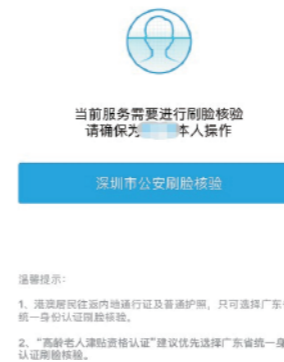 当前服务需要进行刷脸核验
请确保为 本人操作
深圳市公安刷脸核验
温馨提示：
1、港澳居民往返内地通行证及普通护照，只可选择广东
统一身份认证刷脸核验。
2、“高龄老人津贴资格认证”建议优先选择广东省统一身
认证刷脸核验。